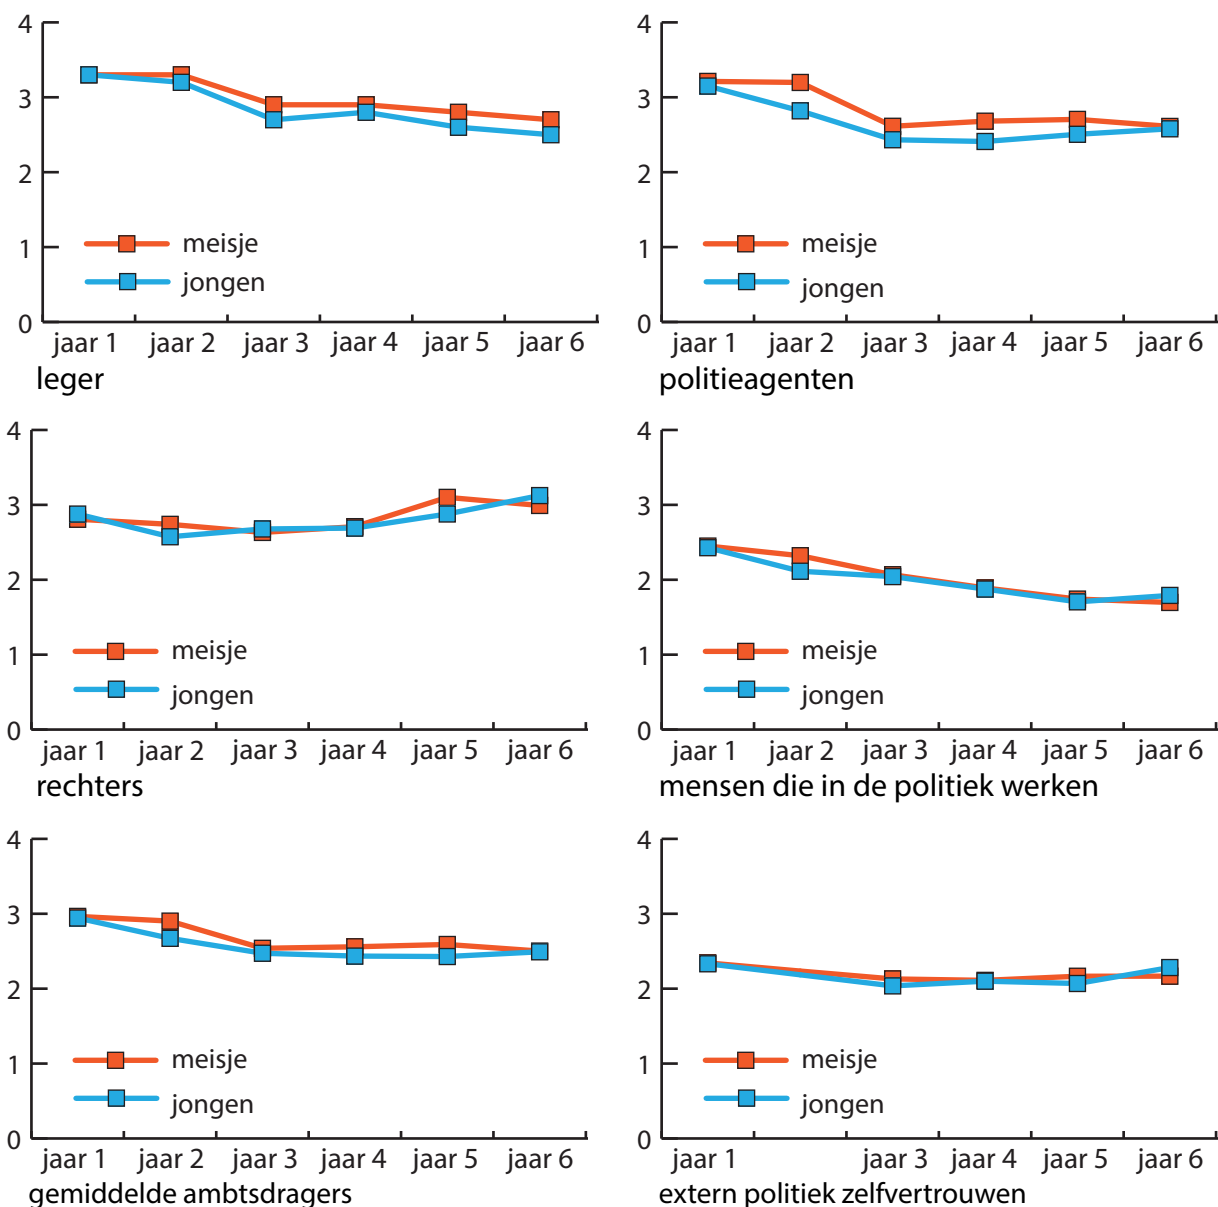 4
3
2
1
0
meisje
jongen
jaar 1 jaar 2 jaar 3 jaar 4 jaar 5 jaar 6
leger
4
3
2
1
0
meisje
jongen
jaar 1 jaar 2 jaar 3 jaar 4 jaar 5 jaar 6
politieagenten
4
3
2
1
0
meisje
jongen
jaar 1 jaar 2 jaar 3 jaar 4 jaar 5 jaar 6
rechters
4
3
2
1
0
meisje
jongen
jaar 1 jaar 2 jaar 3 jaar 4 jaar 5 jaar 6
mensen die in de politiek werken
4
3
2
1
0
meisje
jongen
jaar 1 jaar 2 jaar 3 jaar 4 jaar 5 jaar 6
gemiddelde ambtsdragers
4
3
2
1
0
meisje
jongen
jaar 1 jaar 3 jaar 4 jaar 5 jaar 6
extern politiek zelfvertrouwen